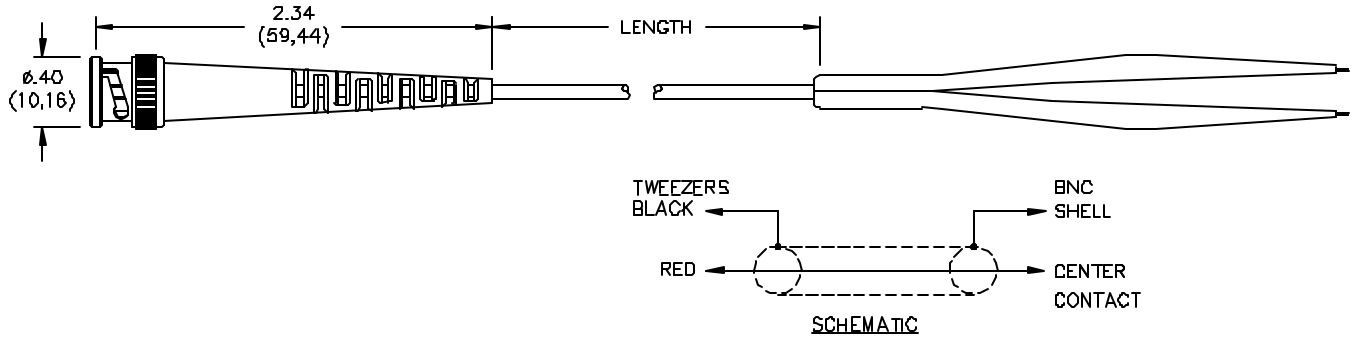 2.34
(59,44)
LENGTH
ø.40
(10,16)
TWEEZERS
BLACK
BNC
SHELL
RED
CENTER
CONTACT
SCHEMATIC